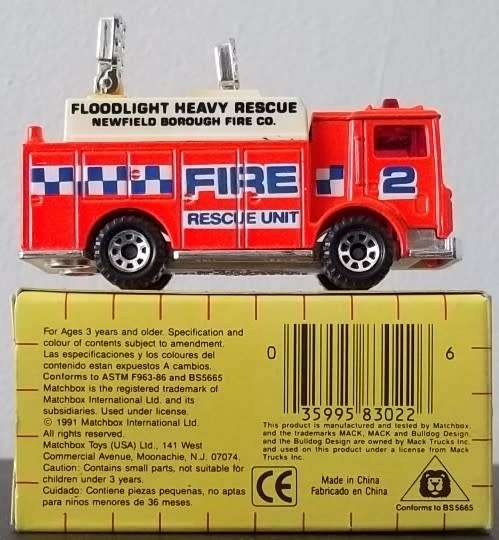 FLOODLIGHT HEAVY RESCUE
NEWFIELD BOROUGH FIRE CO.
FIRE
RESCUE UNIT
2
For Ages 3 years and older. Specification and
colour of contents subject to amendment.
Las especificaciones y los colores del
contenido estan expuestos A cambios.
Conforms to ASTM F963-86 and BS5665
Matchbox is the registered trademark of
Matchbox International Ltd. and its
subsidiaries. Used under license.
© 1991 Matchbox International Ltd.
All rights reserved.
Matchbox Toys (USA) Ltd., 141 West
Commercial Avenue, Moonachie, N.J. 07074.
Caution: Contains small parts, not suitable for
children under 3 years.
Cuidado: Contiene piezas pequenas, no aptas
para niños menores de 36 meses.
0 35995 83022 6
This product is manufactured and tested by Matchbox,
and the trademarks MACK, MACK and Bulldog Design,
and the Bulldog Design are owned by Mack Trucks Inc.
and used on this product under a license from Mack
Trucks Inc.
CE
Made in China
Fabricado en China
Conforms to BS5665